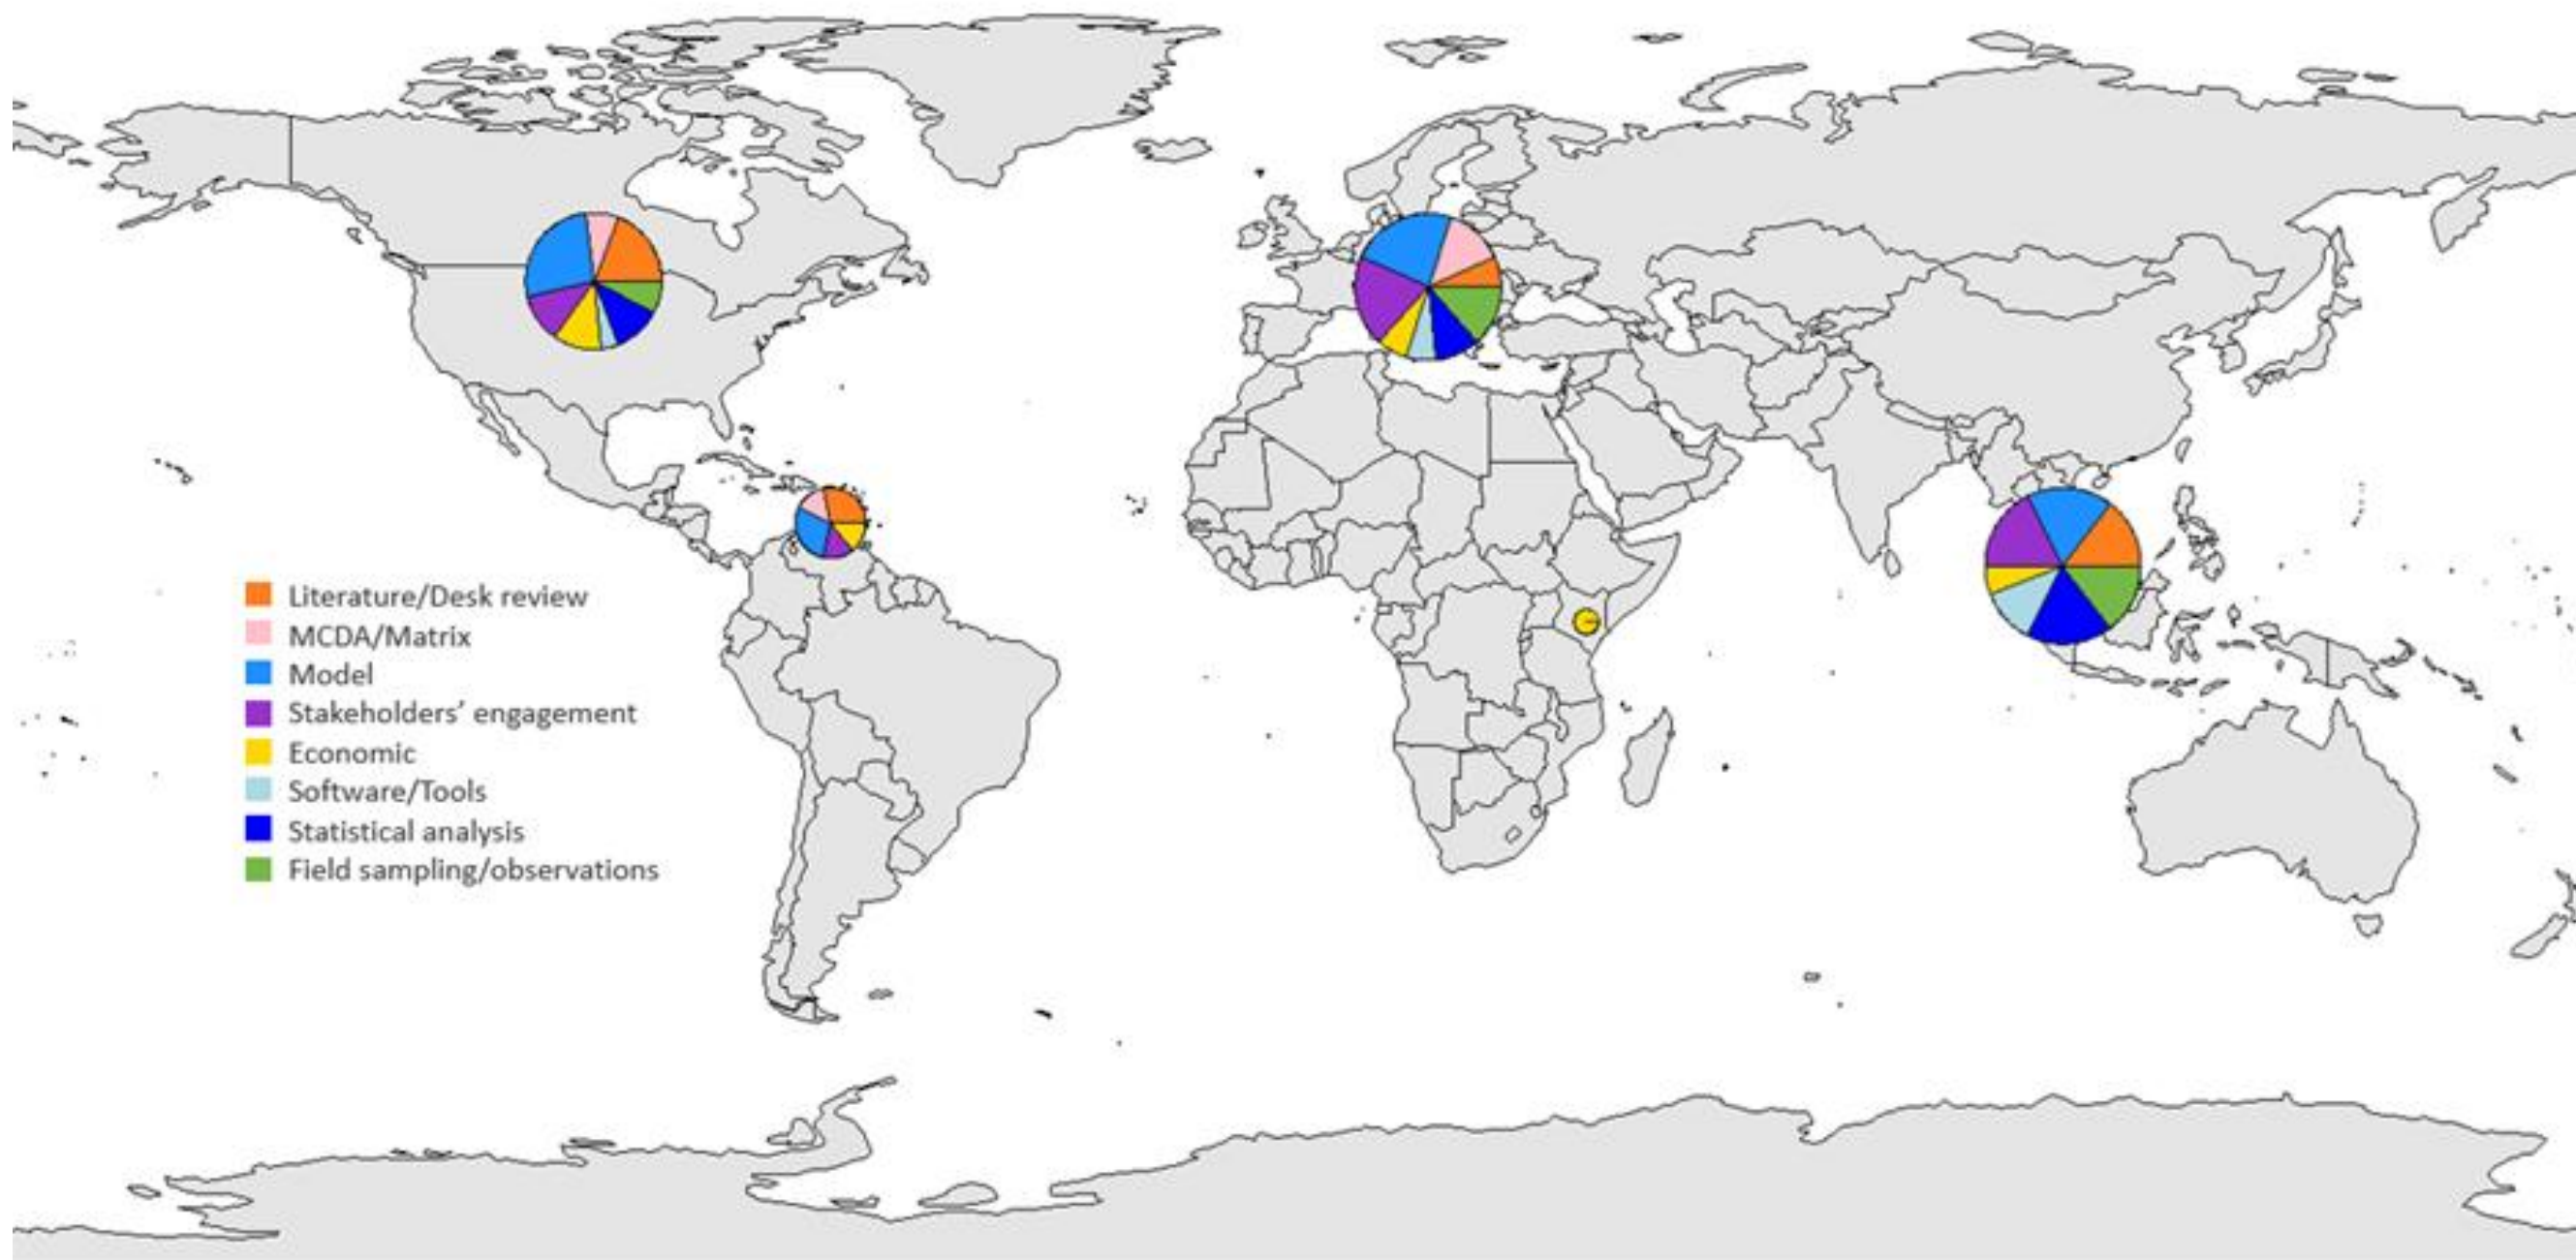 Literature/Desk review
MCDA/Matrix
Model
Stakeholders’ engagement
Economic
Software/Tools
Statistical analysis
Field sampling/observations